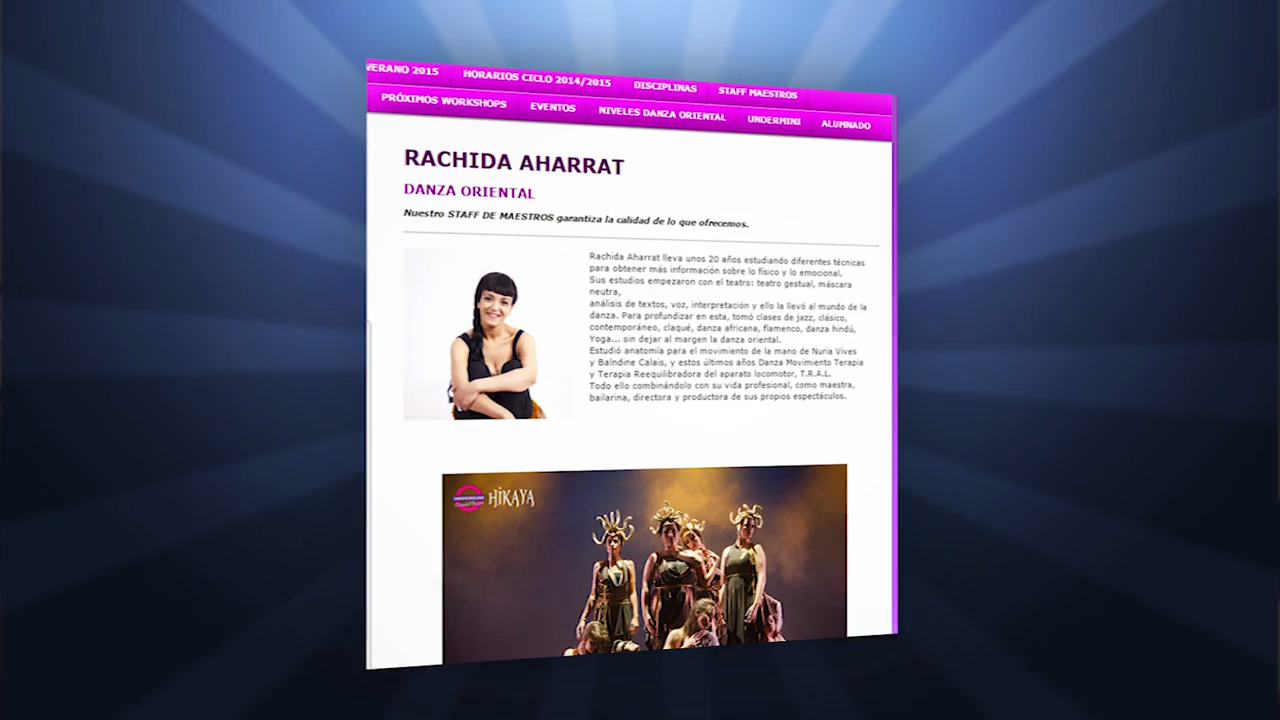 VERANO 2015 HORARIOS CICLO 2014/2015 DISCIPLINAS STAFF MAESTROS
PRÓXIMOS WORKSHOPS EVENTOS NIVELES DANZA ORIENTAL UNDERMINI ALUMNADO
RACHIDA AHARRAT
DANZA ORIENTAL
Nuestro STAFF DE MAESTROS garantiza la calidad de lo que ofrecemos.
Rachida Aharrat lleva unos 20 años estudiando diferentes técnicas
para obtener más información sobre lo físico y lo emocional.
Sus estudios empezaron con el teatro: teatro gestual, máscara
neutra,
análisis de textos, voz, interpretación y ello la llevó al mundo de la
danza. Para profundizar en esta, tomó clases de jazz, clásico,
contemporáneo, claqué, danza africana, flamenco, danza hindú,
Yoga... sin dejar al margen la danza oriental.
Estudió anatomía para el movimiento de la mano de Nuria Vives
y Balndine Calais, y estos últimos años Danza Movimiento Terapia
y Terapia Reequilibradora del aparato locomotor, T.R.A.L.
Todo ello combinándolo con su vida profesional, como maestra,
bailarina, directora y productora de sus propios espectáculos.
UNDERGROUND
HIKAYA